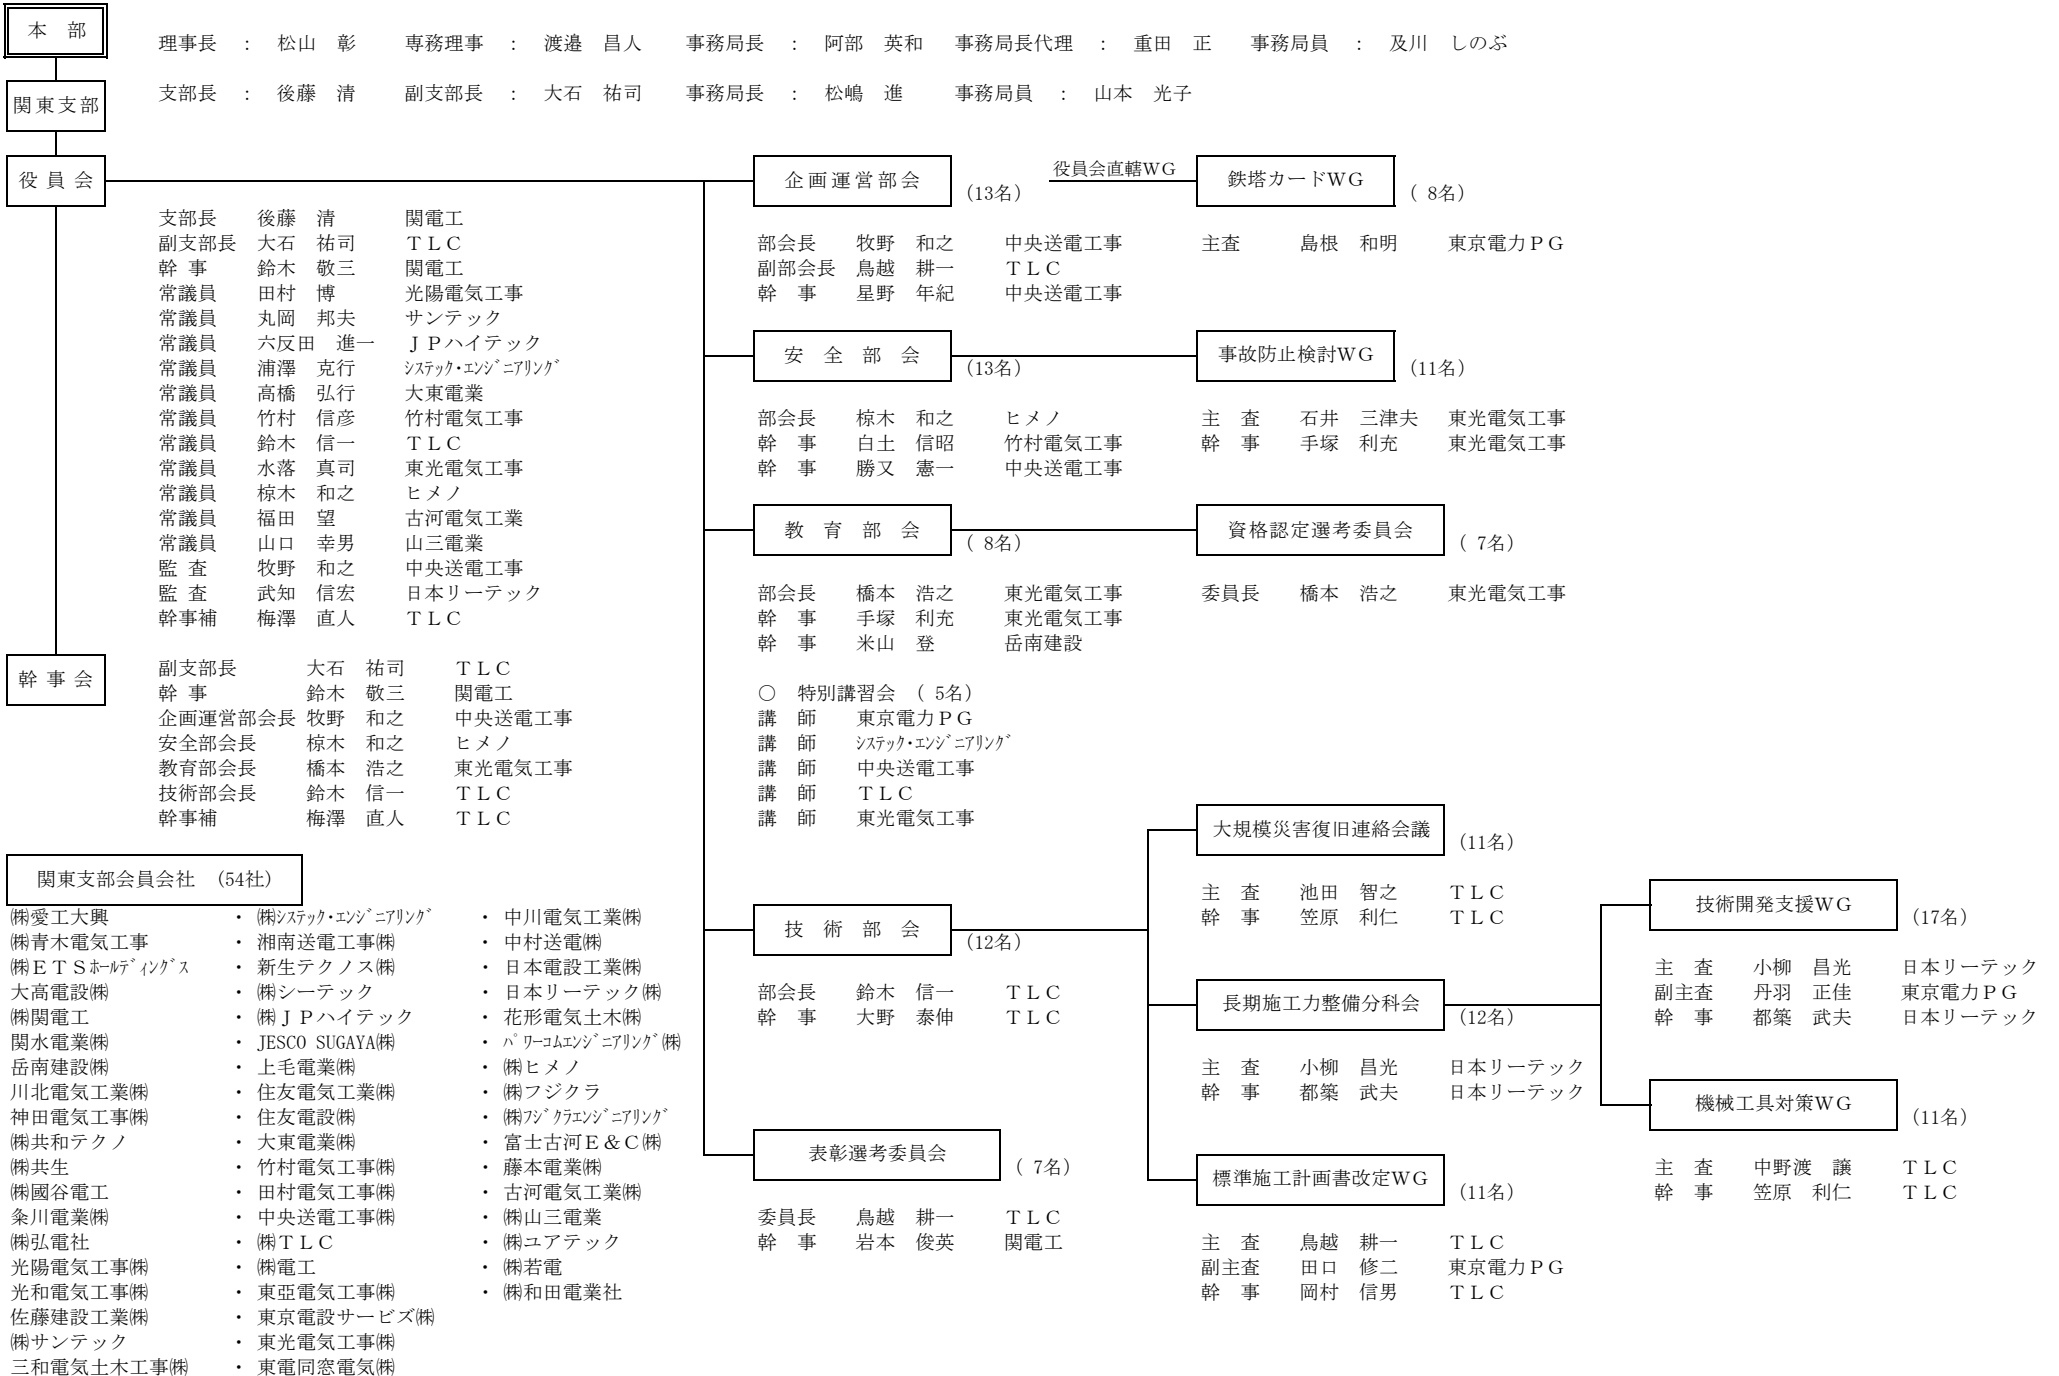 本　部
理事長　：　松山　彰　　専務理事　：　渡邉　昌人　　事務局長　：　阿部　英和　　事務局長代理　：　重田　正　　事務局員　：　及川　しのぶ
関東支部
支部長　：　後藤　清　　副支部長　：　大石　祐司　　事務局長　：　松嶋　進　　事務局員　：　山本　光子
役 員 会
支部長　後藤　清　関電工
副支部長　大石　祐司　ＴＬＣ
幹 事　鈴木　敬三　関電工
常議員　田村　博　光陽電気工事
常議員　丸岡　邦夫　サンテック
常議員　六反田　進一　ＪＰハイテック
常議員　浦澤　克行　ｼｽﾃｯｸ・ｴﾝｼﾞﾆｱﾘﾝｸﾞ
常議員　高橋　弘行　大東電業
常議員　竹村　信彦　竹村電気工事
常議員　鈴木　信一　ＴＬＣ
常議員　水落　真司　東光電気工事
常議員　椋木　和之　ヒメノ
常議員　福田　望　古河電気工業
常議員　山口　幸男　山三電業
監 査　牧野　和之　中央送電工事
監 査　武知　信宏　日本リーテック
幹事補　梅澤　直人　ＴＬＣ
幹 事 会
副支部長　大石　祐司　ＴＬＣ
幹 事　鈴木　敬三　関電工
企画運営部会長　牧野　和之　中央送電工事
安全部会長　椋木　和之　ヒメノ
教育部会長　橋本　浩之　東光電気工事
技術部会長　鈴木　信一　ＴＬＣ
幹事補　梅澤　直人　ＴＬＣ
関東支部会員会社　(54社)
㈱愛工大興　・ ㈱ｼｽﾃｯｸ・ｴﾝｼﾞﾆｱﾘﾝｸﾞ　・ 中川電気工業㈱
㈱青木電気工事　・ 湘南送電工事㈱　・ 中村送電㈱
㈱ＥＴＳﾎｰﾙﾃﾞｨﾝｸﾞｽ　・ 新生テクノス㈱　・ 日本電設工業㈱
大高電設㈱　・ ㈱シーテック　・ 日本リーテック㈱
㈱関電工　・ ㈱ＪＰハイテック　・ 花形電気土木㈱
関水電業㈱　・ JESCO SUGAYA㈱　・ ﾊﾟﾜｰｺﾑｴﾝｼﾞﾆｱﾘﾝｸﾞ㈱
岳南建設㈱　・ 上毛電業㈱　・ ㈱ヒメノ
川北電気工業㈱　・ 住友電気工業㈱　・ ㈱フジクラ
神田電気工事㈱　・ 住友電設㈱　・ ㈱ﾌｼﾞｸﾗｴﾝｼﾞﾆｱﾘﾝｸﾞ
㈱共和テクノ　・ 大東電業㈱　・ 富士古河Ｅ＆Ｃ㈱
㈱共生　・ 竹村電気工事㈱　・ 藤本電業㈱
㈱國谷電工　・ 田村電気工事㈱　・ 古河電気工業㈱
粂川電業㈱　・ 中央送電工事㈱　・ ㈱山三電業
㈱弘電社　・ ㈱ＴＬＣ　・ ㈱ユアテック
光陽電気工事㈱　・ ㈱電工　・ ㈱若電
光和電気工事㈱　・ 東亞電気工事㈱　・ ㈱和田電業社
佐藤建設工業㈱　・ 東京電設サービズ㈱
㈱サンテック　・ 東光電気工事㈱
三和電気土木工事㈱　・ 東電同窓電気㈱
企画運営部会　(13名)
部会長　牧野　和之　中央送電工事
副部会長　鳥越　耕一　ＴＬＣ
幹　事　星野　年紀　中央送電工事
役員会直轄ＷＧ
鉄塔カードＷＧ　( 8名)
主査　島根　和明　東京電力ＰＧ
安　全　部　会　(13名)
部会長　椋木　和之　ヒメノ
幹　事　白土　信昭　竹村電気工事
幹　事　勝又　憲一　中央送電工事
事故防止検討ＷＧ　(11名)
主　査　石井　三津夫　東光電気工事
幹　事　手塚　利充　東光電気工事
教　育　部　会　( 8名)
部会長　橋本　浩之　東光電気工事
幹　事　手塚　利充　東光電気工事
幹　事　米山　登　岳南建設
資格認定選考委員会　( 7名)
委員長　橋本　浩之　東光電気工事
○　特別講習会　( 5名)
講　師　東京電力ＰＧ
講　師　ｼｽﾃｯｸ・ｴﾝｼﾞﾆｱﾘﾝｸﾞ
講　師　中央送電工事
講　師　ＴＬＣ
講　師　東光電気工事
技　術　部　会　(12名)
部会長　鈴木　信一　ＴＬＣ
幹　事　大野　泰伸　ＴＬＣ
大規模災害復旧連絡会議　(11名)
主　査　池田　智之　ＴＬＣ
幹　事　笠原　利仁　ＴＬＣ
長期施工力整備分科会　(12名)
主　査　小柳　昌光　日本リーテック
幹　事　都築　武夫　日本リーテック
技術開発支援ＷＧ　(17名)
主　査　小柳　昌光　日本リーテック
副主査　丹羽　正佳　東京電力ＰＧ
幹　事　都築　武夫　日本リーテック
機械工具対策ＷＧ　(11名)
主　査　中野渡　譲　ＴＬＣ
幹　事　笠原　利仁　ＴＬＣ
標準施工計画書改定ＷＧ　(11名)
主　査　鳥越　耕一　ＴＬＣ
副主査　田口　修二　東京電力ＰＧ
幹　事　岡村　信男　ＴＬＣ
表彰選考委員会　( 7名)
委員長　鳥越　耕一　ＴＬＣ
幹　事　岩本　俊英　関電工